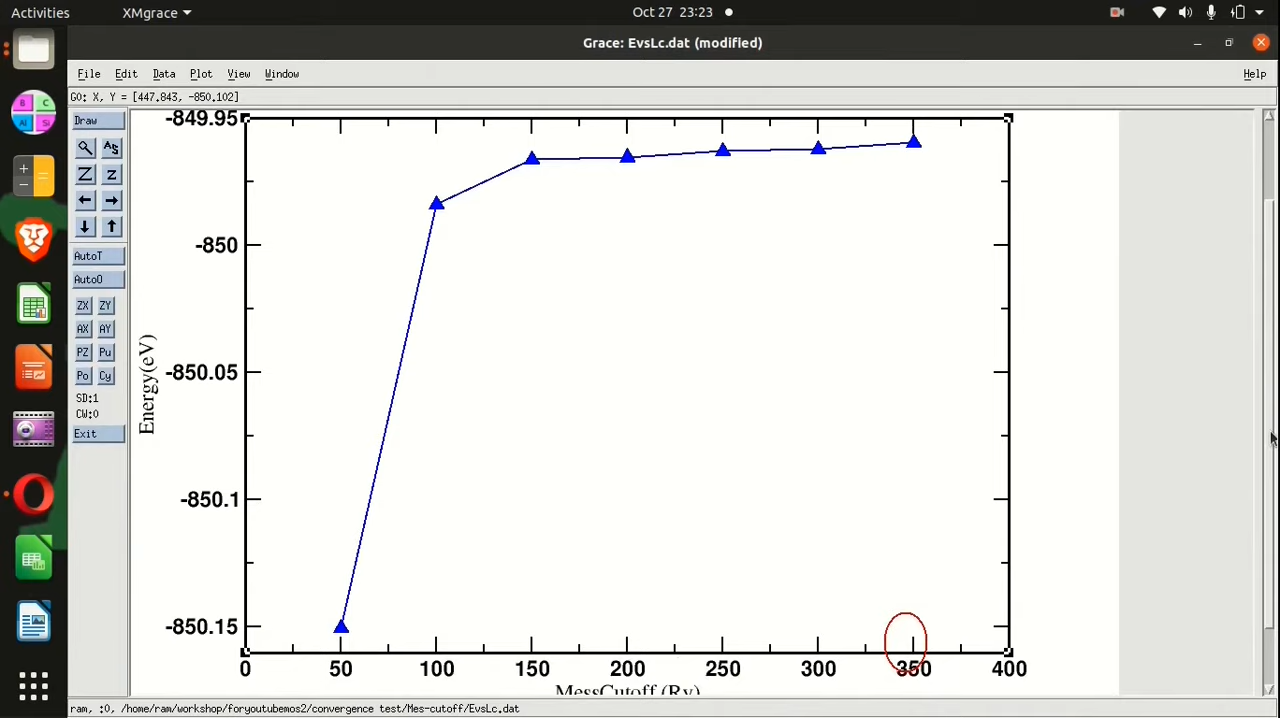 Activities XMgrace Oct 27 23:23
Grace: EvsLc.dat (modified)
File Edit Data Plot View Window Help
G0: X, Y = [447.843, -850.102]
Draw
AS
Z z
AutoT
AutoO
ZX ZY
AX AY
PZ Pu
Po Cy
SD:1
CW:0
Exit
B C
Al Si
-849.95
-850
-850.05
-850.1
-850.15
Energy(eV)
0 50 100 150 200 250 300 350 400
MessCutoff (Ry)
ram, :0, /home/ram/workshop/foryoutubemos2/convergence test/Mes-cutoff/EvsLc.dat